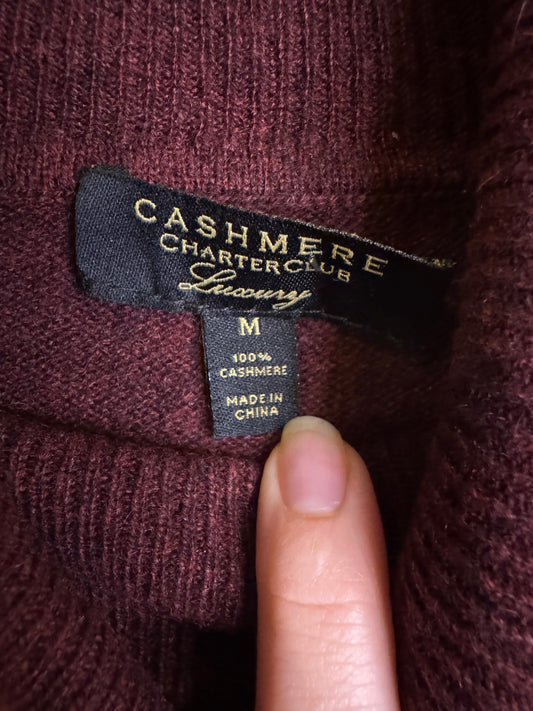 CASHMERE
CHARTER CLUB
Luxury
M
100%
CASHMERE
MADE IN
CHINA